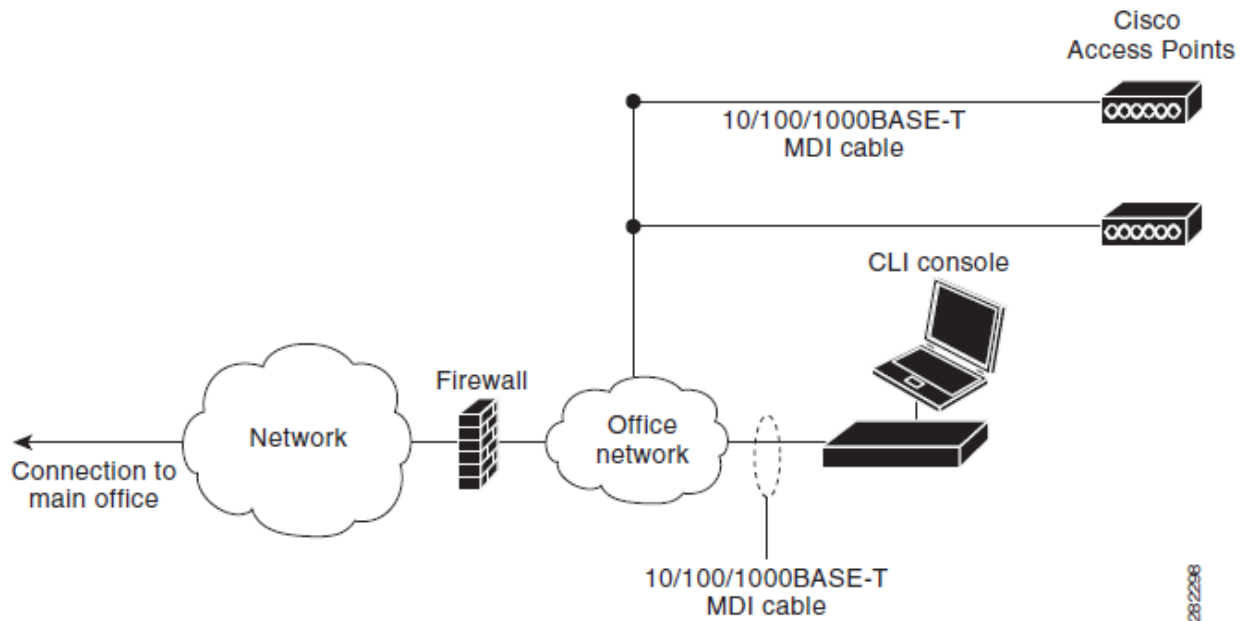 Cisco
Access Points
10/100/1000BASE-T
MDI cable
CLI console
Firewall
Network
Office
network
Connection to
main office
10/100/1000BASE-T
MDI cable
282298